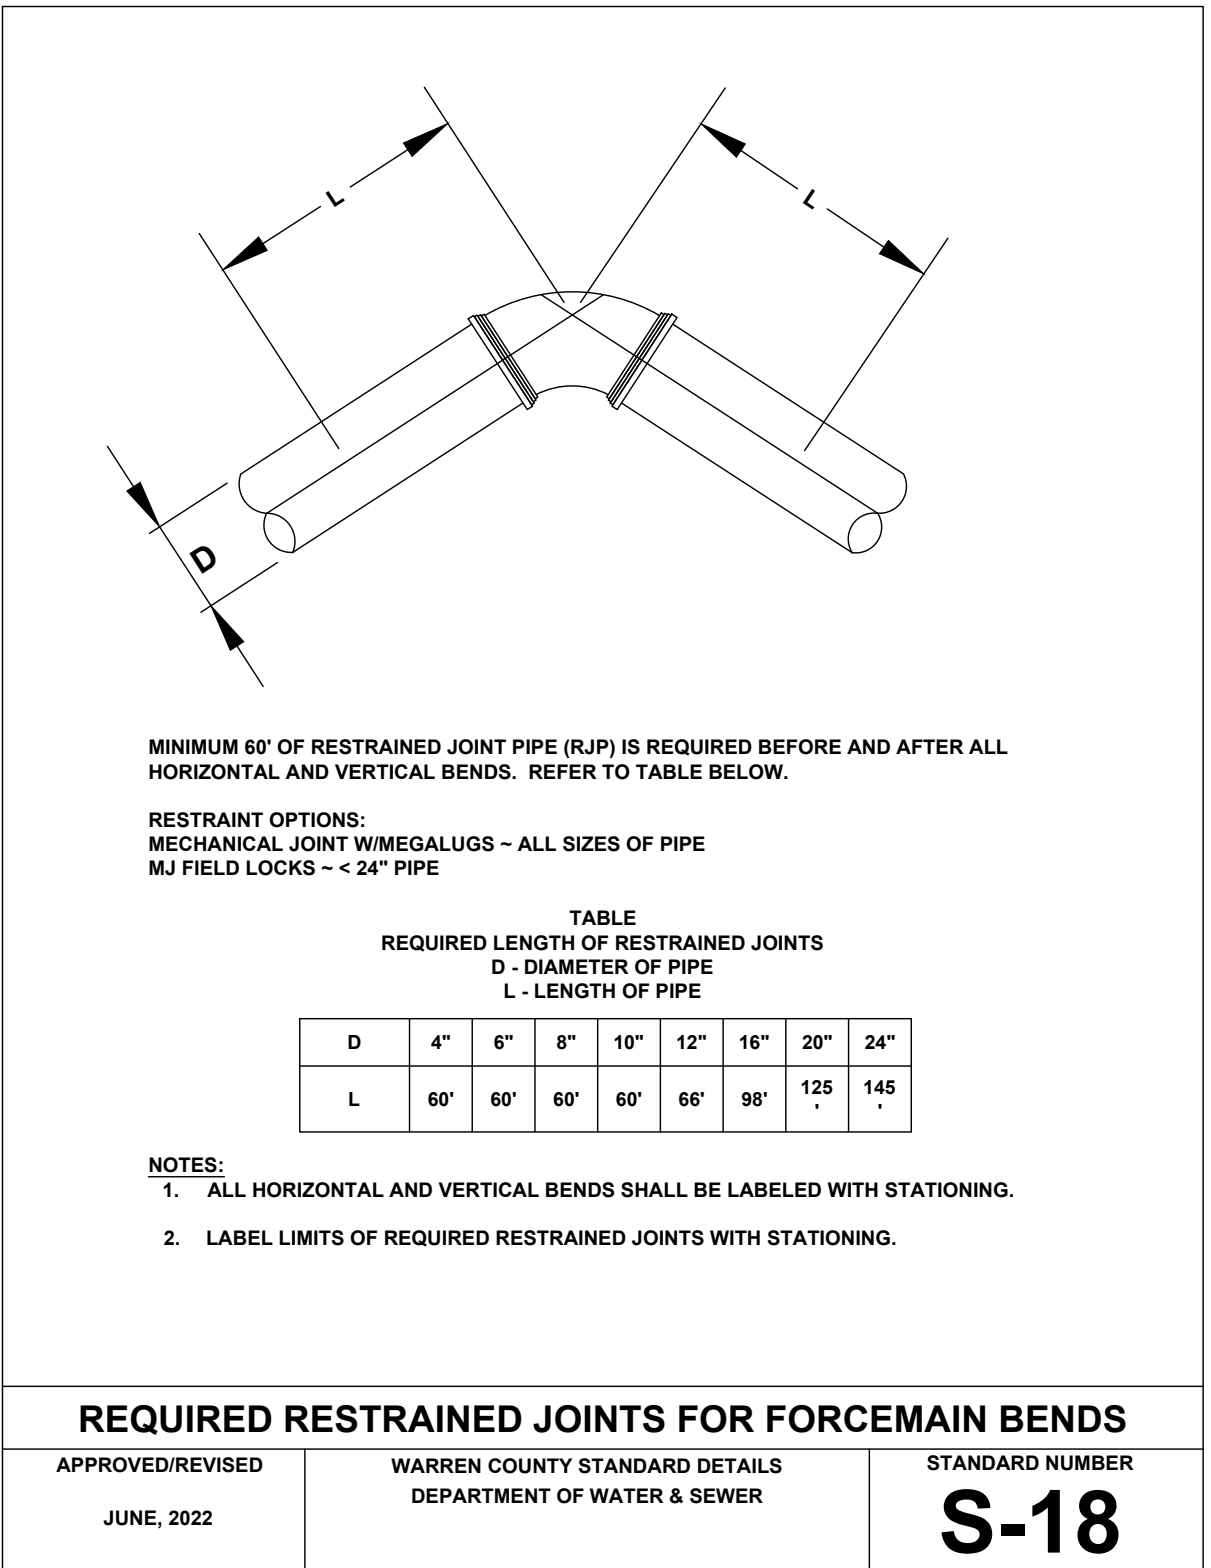 L
L
D
MINIMUM 60' OF RESTRAINED JOINT PIPE (RJP) IS REQUIRED BEFORE AND AFTER ALL
HORIZONTAL AND VERTICAL BENDS. REFER TO TABLE BELOW.
RESTRAINT OPTIONS:
MECHANICAL JOINT W/MEGALUGS ~ ALL SIZES OF PIPE
MJ FIELD LOCKS ~ < 24" PIPE
TABLE
REQUIRED LENGTH OF RESTRAINED JOINTS
D - DIAMETER OF PIPE
L - LENGTH OF PIPE
D 4" 6" 8" 10" 12" 16" 20" 24"
L 60' 60' 60' 60' 66' 98' 125' 145'
NOTES:
1. ALL HORIZONTAL AND VERTICAL BENDS SHALL BE LABELED WITH STATIONING.
2. LABEL LIMITS OF REQUIRED RESTRAINED JOINTS WITH STATIONING.
REQUIRED RESTRAINED JOINTS FOR FORCEMAIN BENDS
APPROVED/REVISED
JUNE, 2022
WARREN COUNTY STANDARD DETAILS
DEPARTMENT OF WATER & SEWER
STANDARD NUMBER
S-18